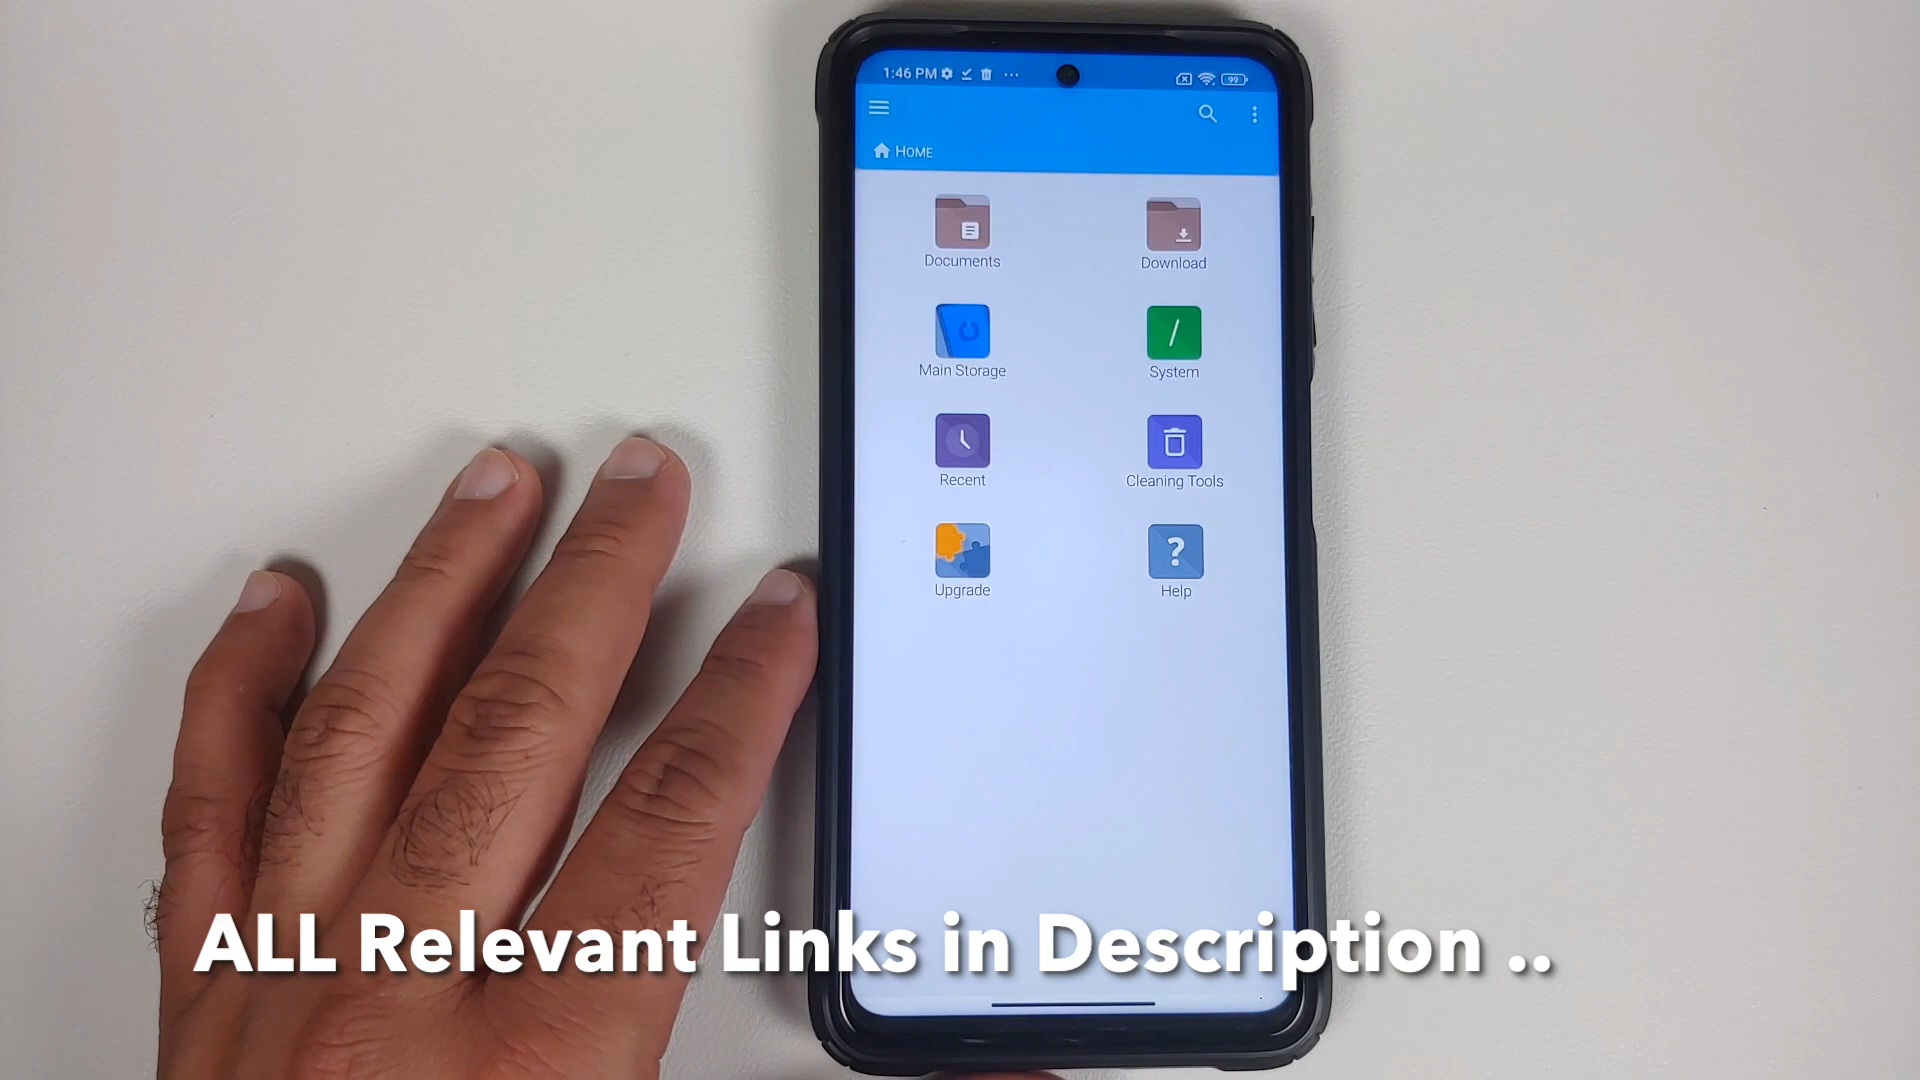 1:46 PM
99
HOME
Documents
Download
Main Storage
System
Recent
Cleaning Tools
Upgrade
Help
ALL Relevant Links in Description ..